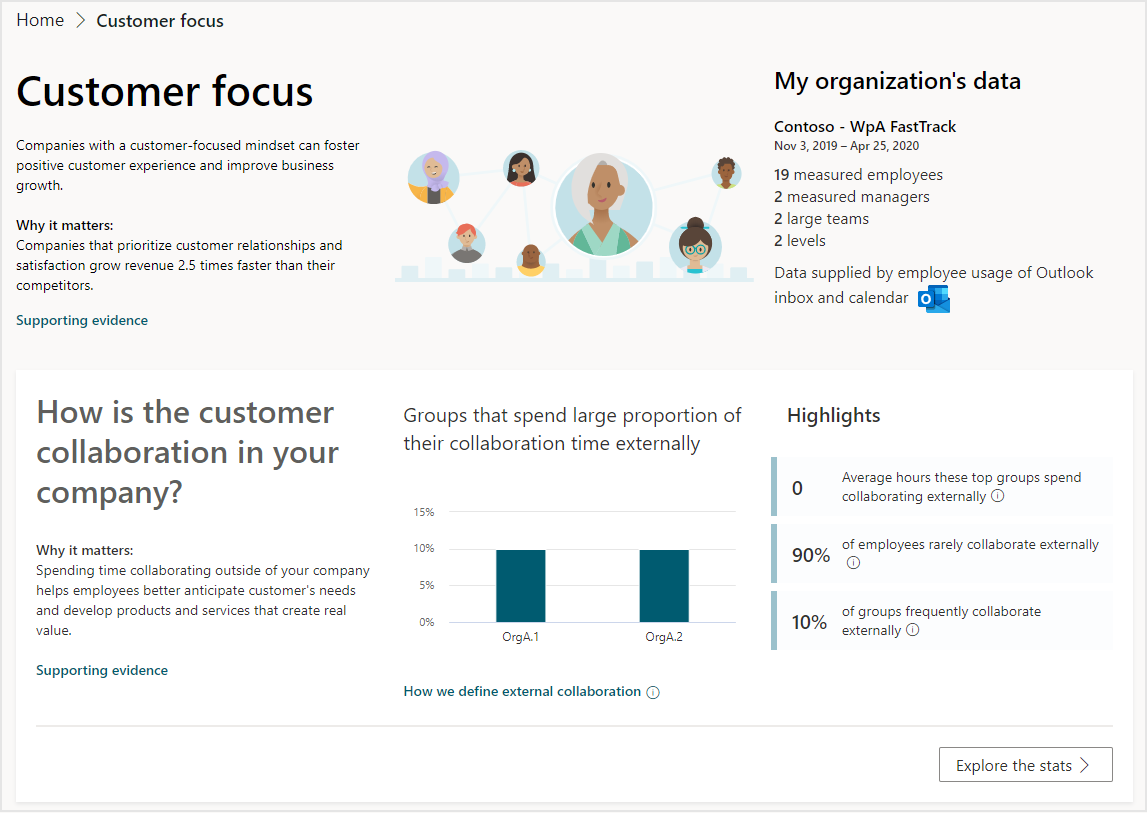 Home > Customer focus
Customer focus
Companies with a customer-focused mindset can foster
positive customer experience and improve business
growth.
Why it matters:
Companies that prioritize customer relationships and
satisfaction grow revenue 2.5 times faster than their
competitors.
Supporting evidence
My organization's data
Contoso - WpA FastTrack
Nov 3, 2019 – Apr 25, 2020
19 measured employees
2 measured managers
2 large teams
2 levels
Data supplied by employee usage of Outlook
inbox and calendar
How is the customer
collaboration in your
company?
Why it matters:
Spending time collaborating outside of your company
helps employees better anticipate customer's needs
and develop products and services that create real
value.
Supporting evidence
Groups that spend large proportion of
their collaboration time externally
15%
10%
5%
0%
OrgA.1 OrgA.2
How we define external collaboration
Highlights
0
Average hours these top groups spend
collaborating externally
90%
of employees rarely collaborate externally
10%
of groups frequently collaborate
externally
Explore the stats >